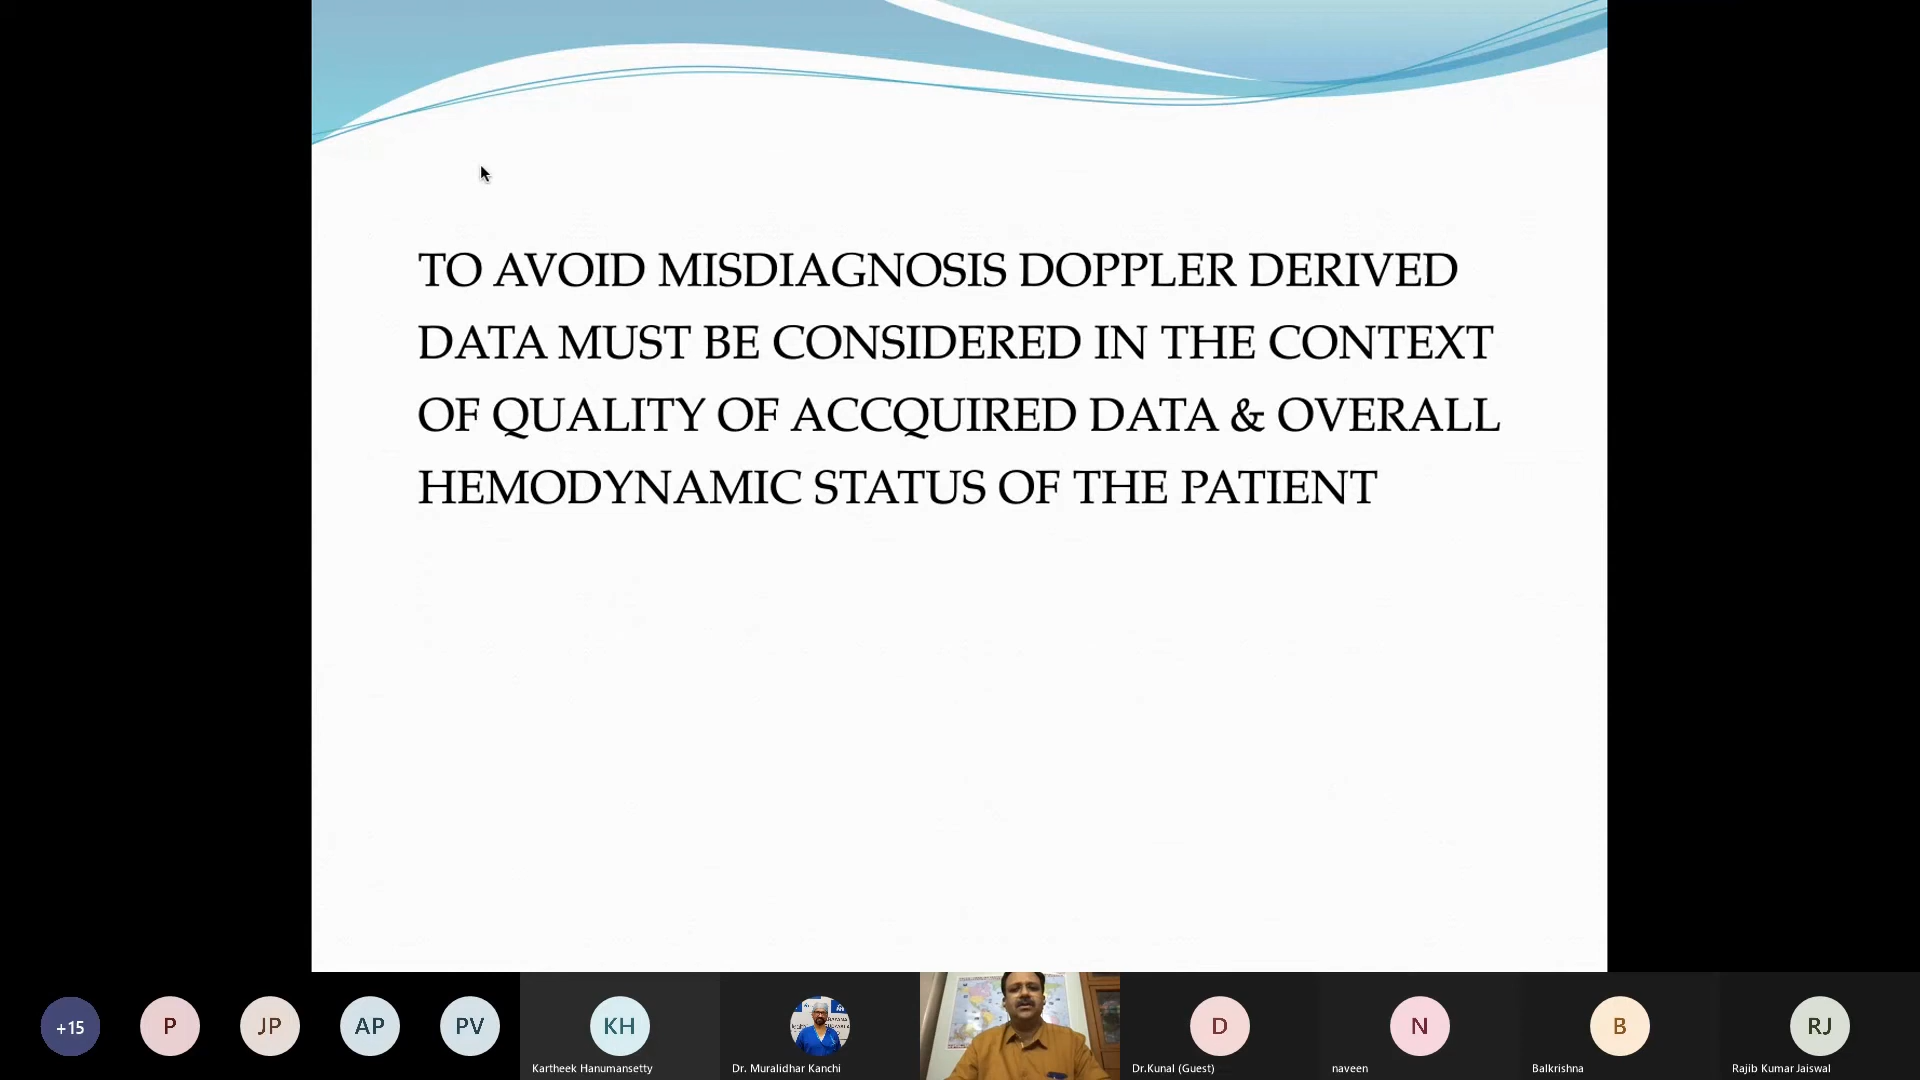 TO AVOID MISDIAGNOSIS DOPPLER DERIVED
DATA MUST BE CONSIDERED IN THE CONTEXT
OF QUALITY OF ACCQUIRED DATA & OVERALL
HEMODYNAMIC STATUS OF THE PATIENT
+15
P
JP
AP
PV
KH
D
N
B
RJ
Kartheek Hanumansetty
Dr. Muralidhar Kanchi
Dr.Kunal (Guest)
naveen
Balkrishna
Rajib Kumar Jaiswal